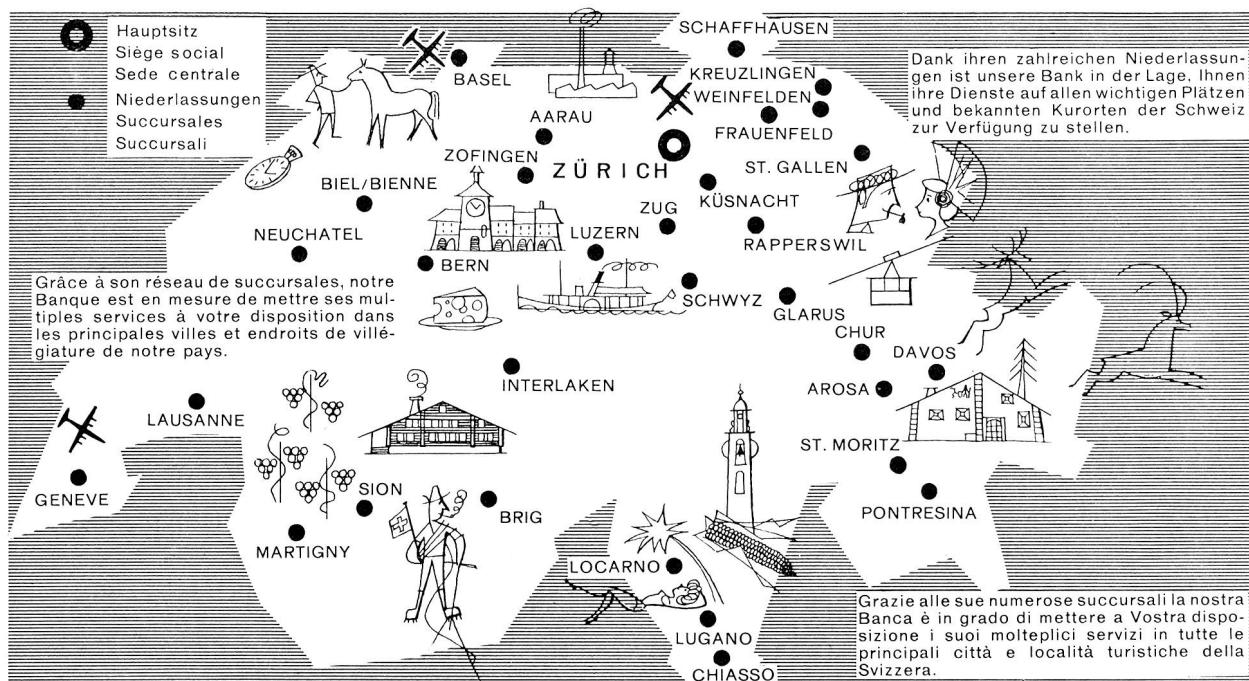 Hauptsitz
Siège social
Sede centrale
Niederlassungen
Succursales
Succursali
SCHAFFHAUSEN
BASEL
KREUZLINGEN
WEINFELDEN
Dank ihren zahlreichen Niederlassun-
gen ist unsere Bank in der Lage, Ihnen
ihre Dienste auf allen wichtigen Plätzen
und bekannten Kurorten der Schweiz
zur Verfügung zu stellen.
AARAU
FRAUENFELD
ZOFINGEN
ZÜRICH
ST. GALLEN
BIEL/BIENNE
KÜSNACHT
ZUG
NEUCHATEL
LUZERN
RAPPERSWIL
BERN
Grâce à son réseau de succursales, notre
Banque est en mesure de mettre ses mul-
tiples services à votre disposition dans
les principales villes et endroits de villé-
giature de notre pays.
SCHWYZ
GLARUS
CHUR
DAVOS
INTERLAKEN
AROSA
LAUSANNE
ST. MORITZ
GENEVE
SION
BRIG
PONTRESINA
MARTIGNY
LOCARNO
Grazie alle sue numerose succursali la nostra
Banca è in grado di mettere a Vostra dispo-
sizione i suoi molteplici servizi in tutte le
principali città e località turistiche della
Svizzera.
LUGANO
CHIASSO